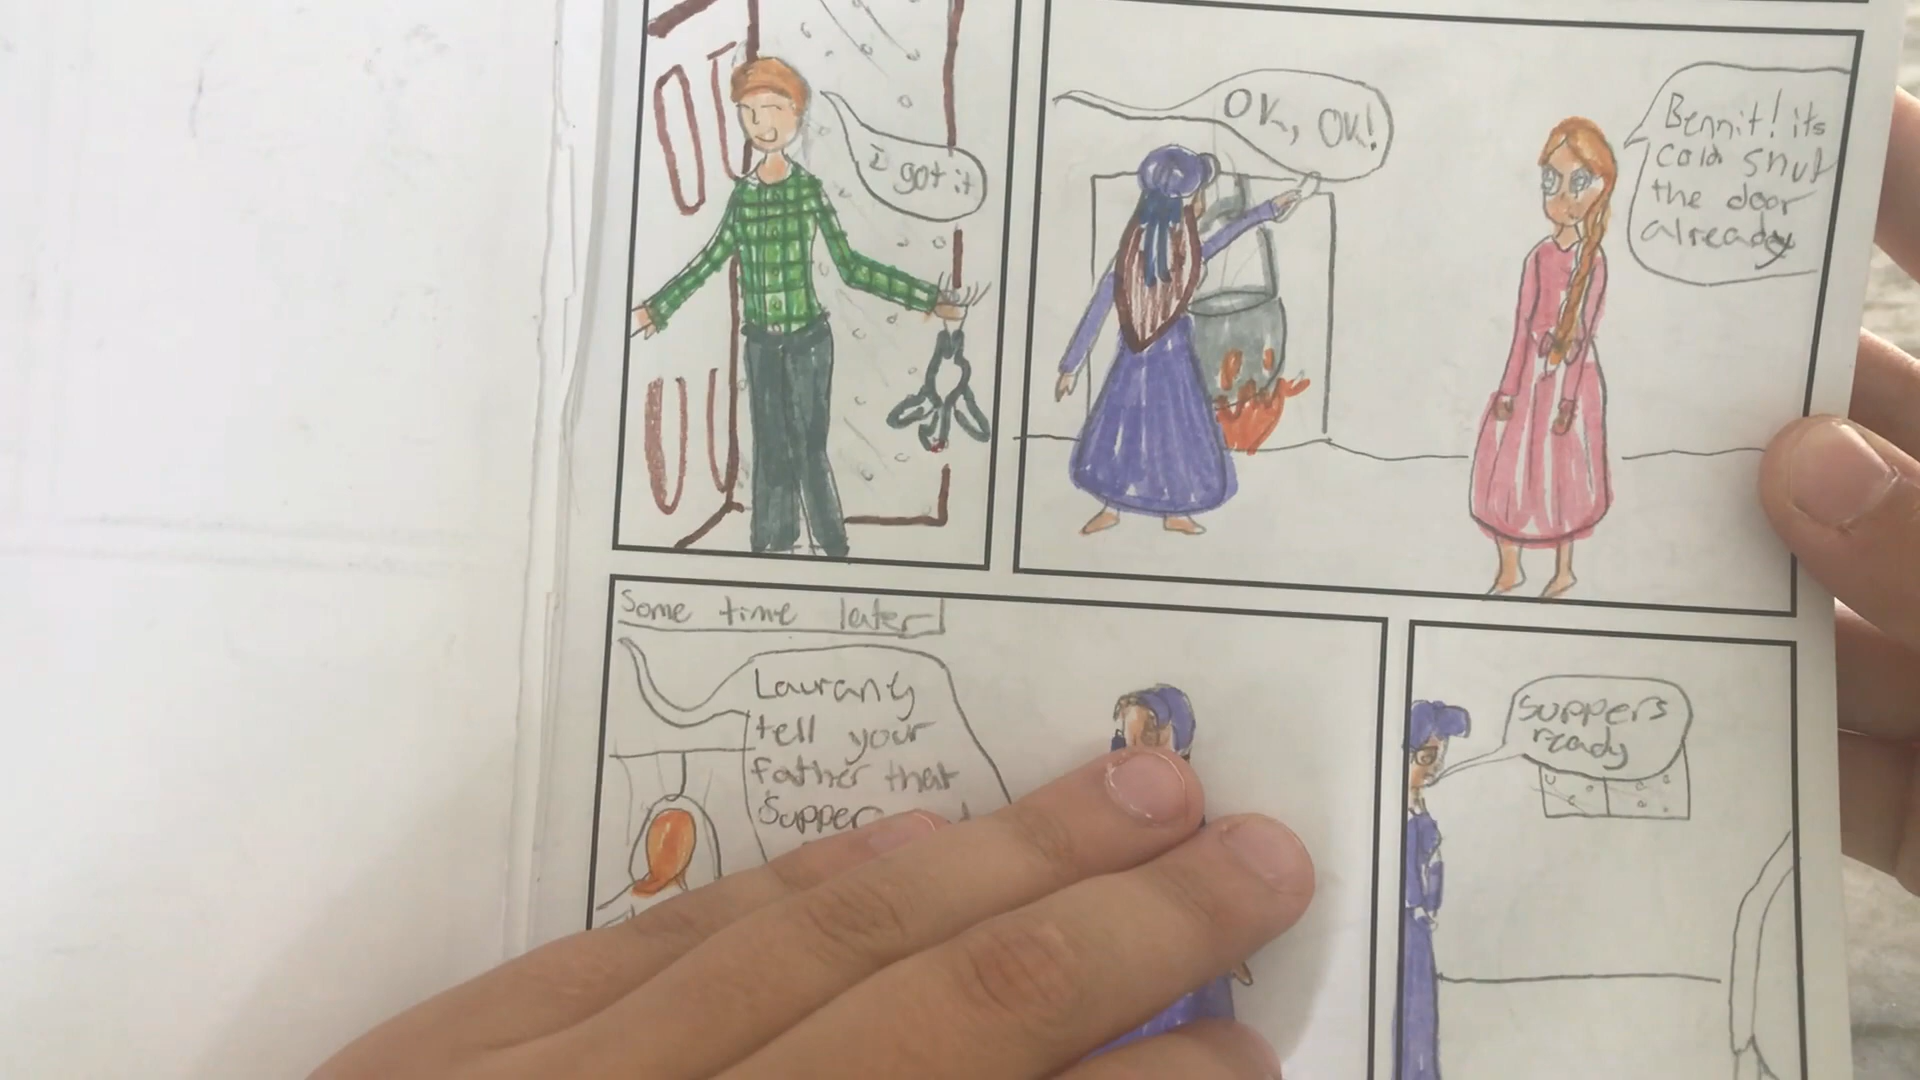 i got it
OK, OK!
Bennit! its
cold shut
the door
already
Some time later
Laurany
tell your
father that
Supper
Suppers
ready